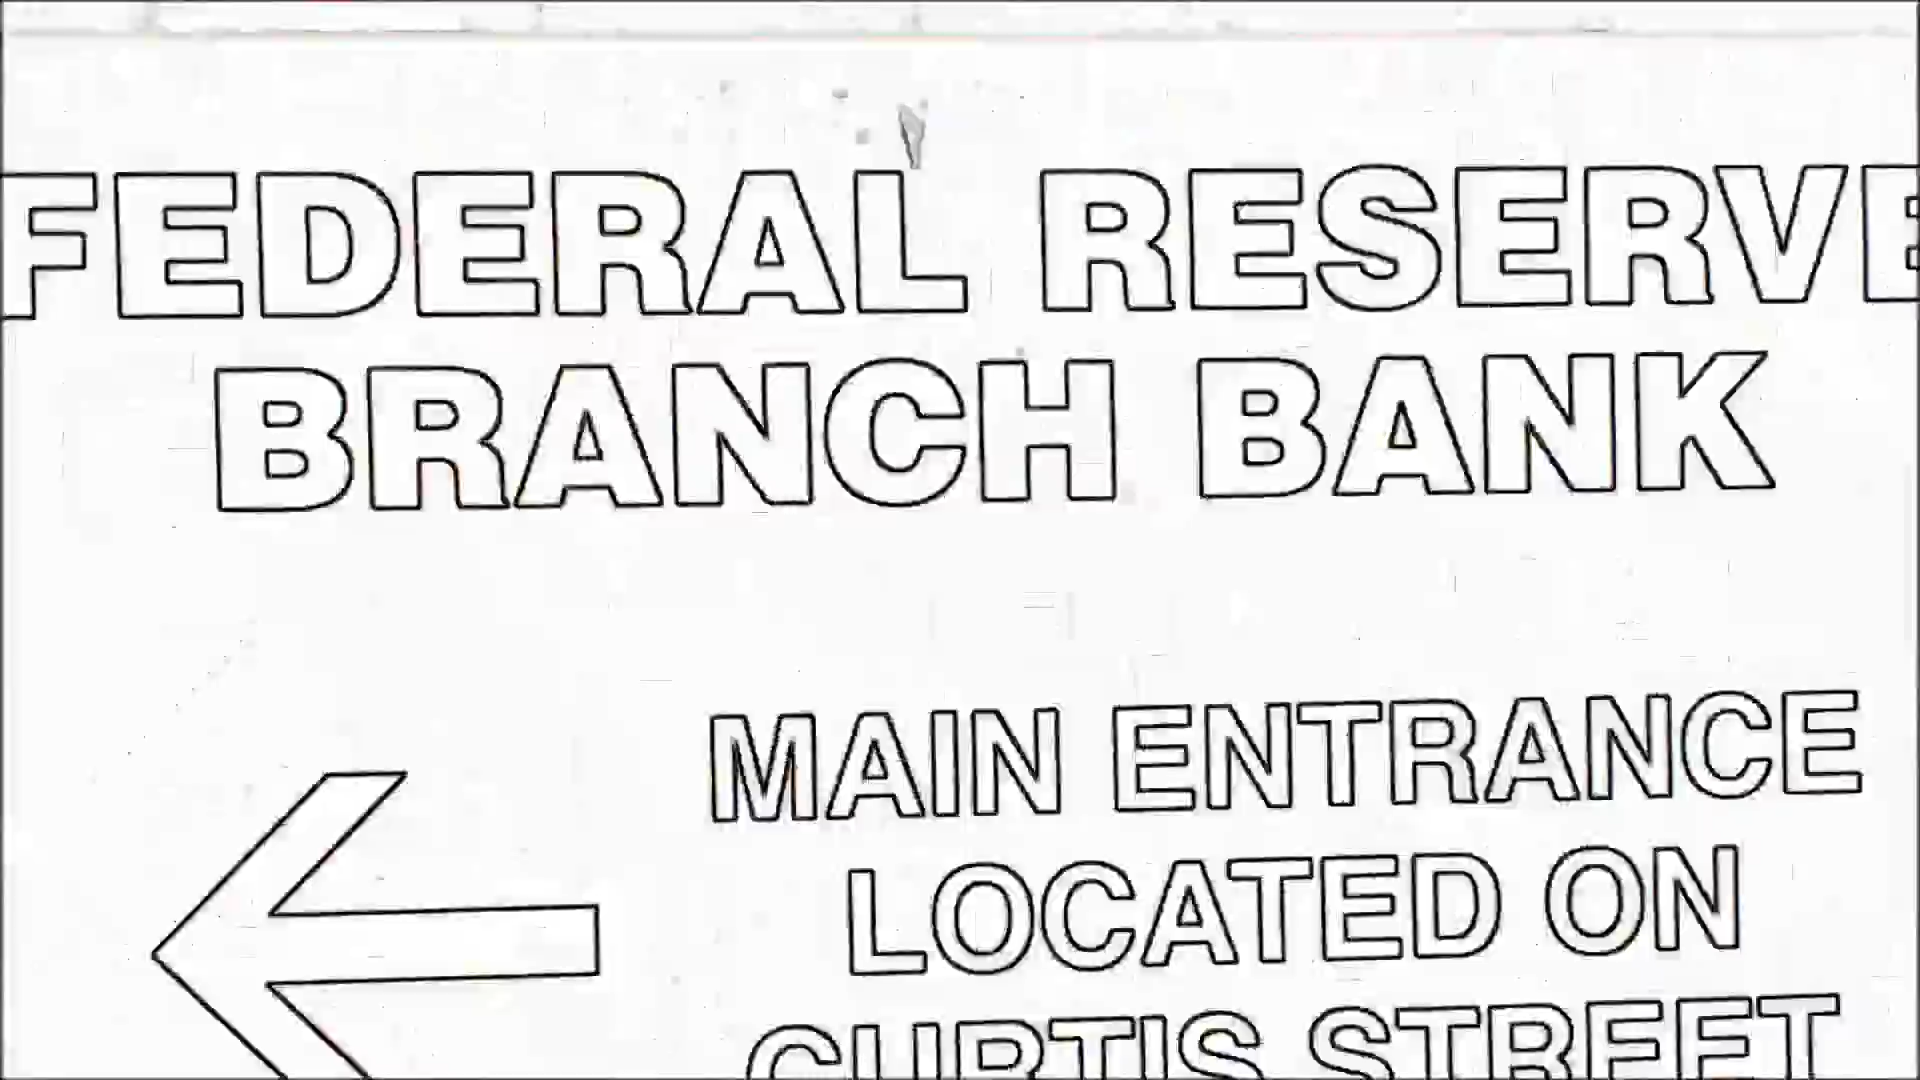 FEDERAL RESERVE
BRANCH BANK
MAIN ENTRANCE
LOCATED ON
CURTIS STREET